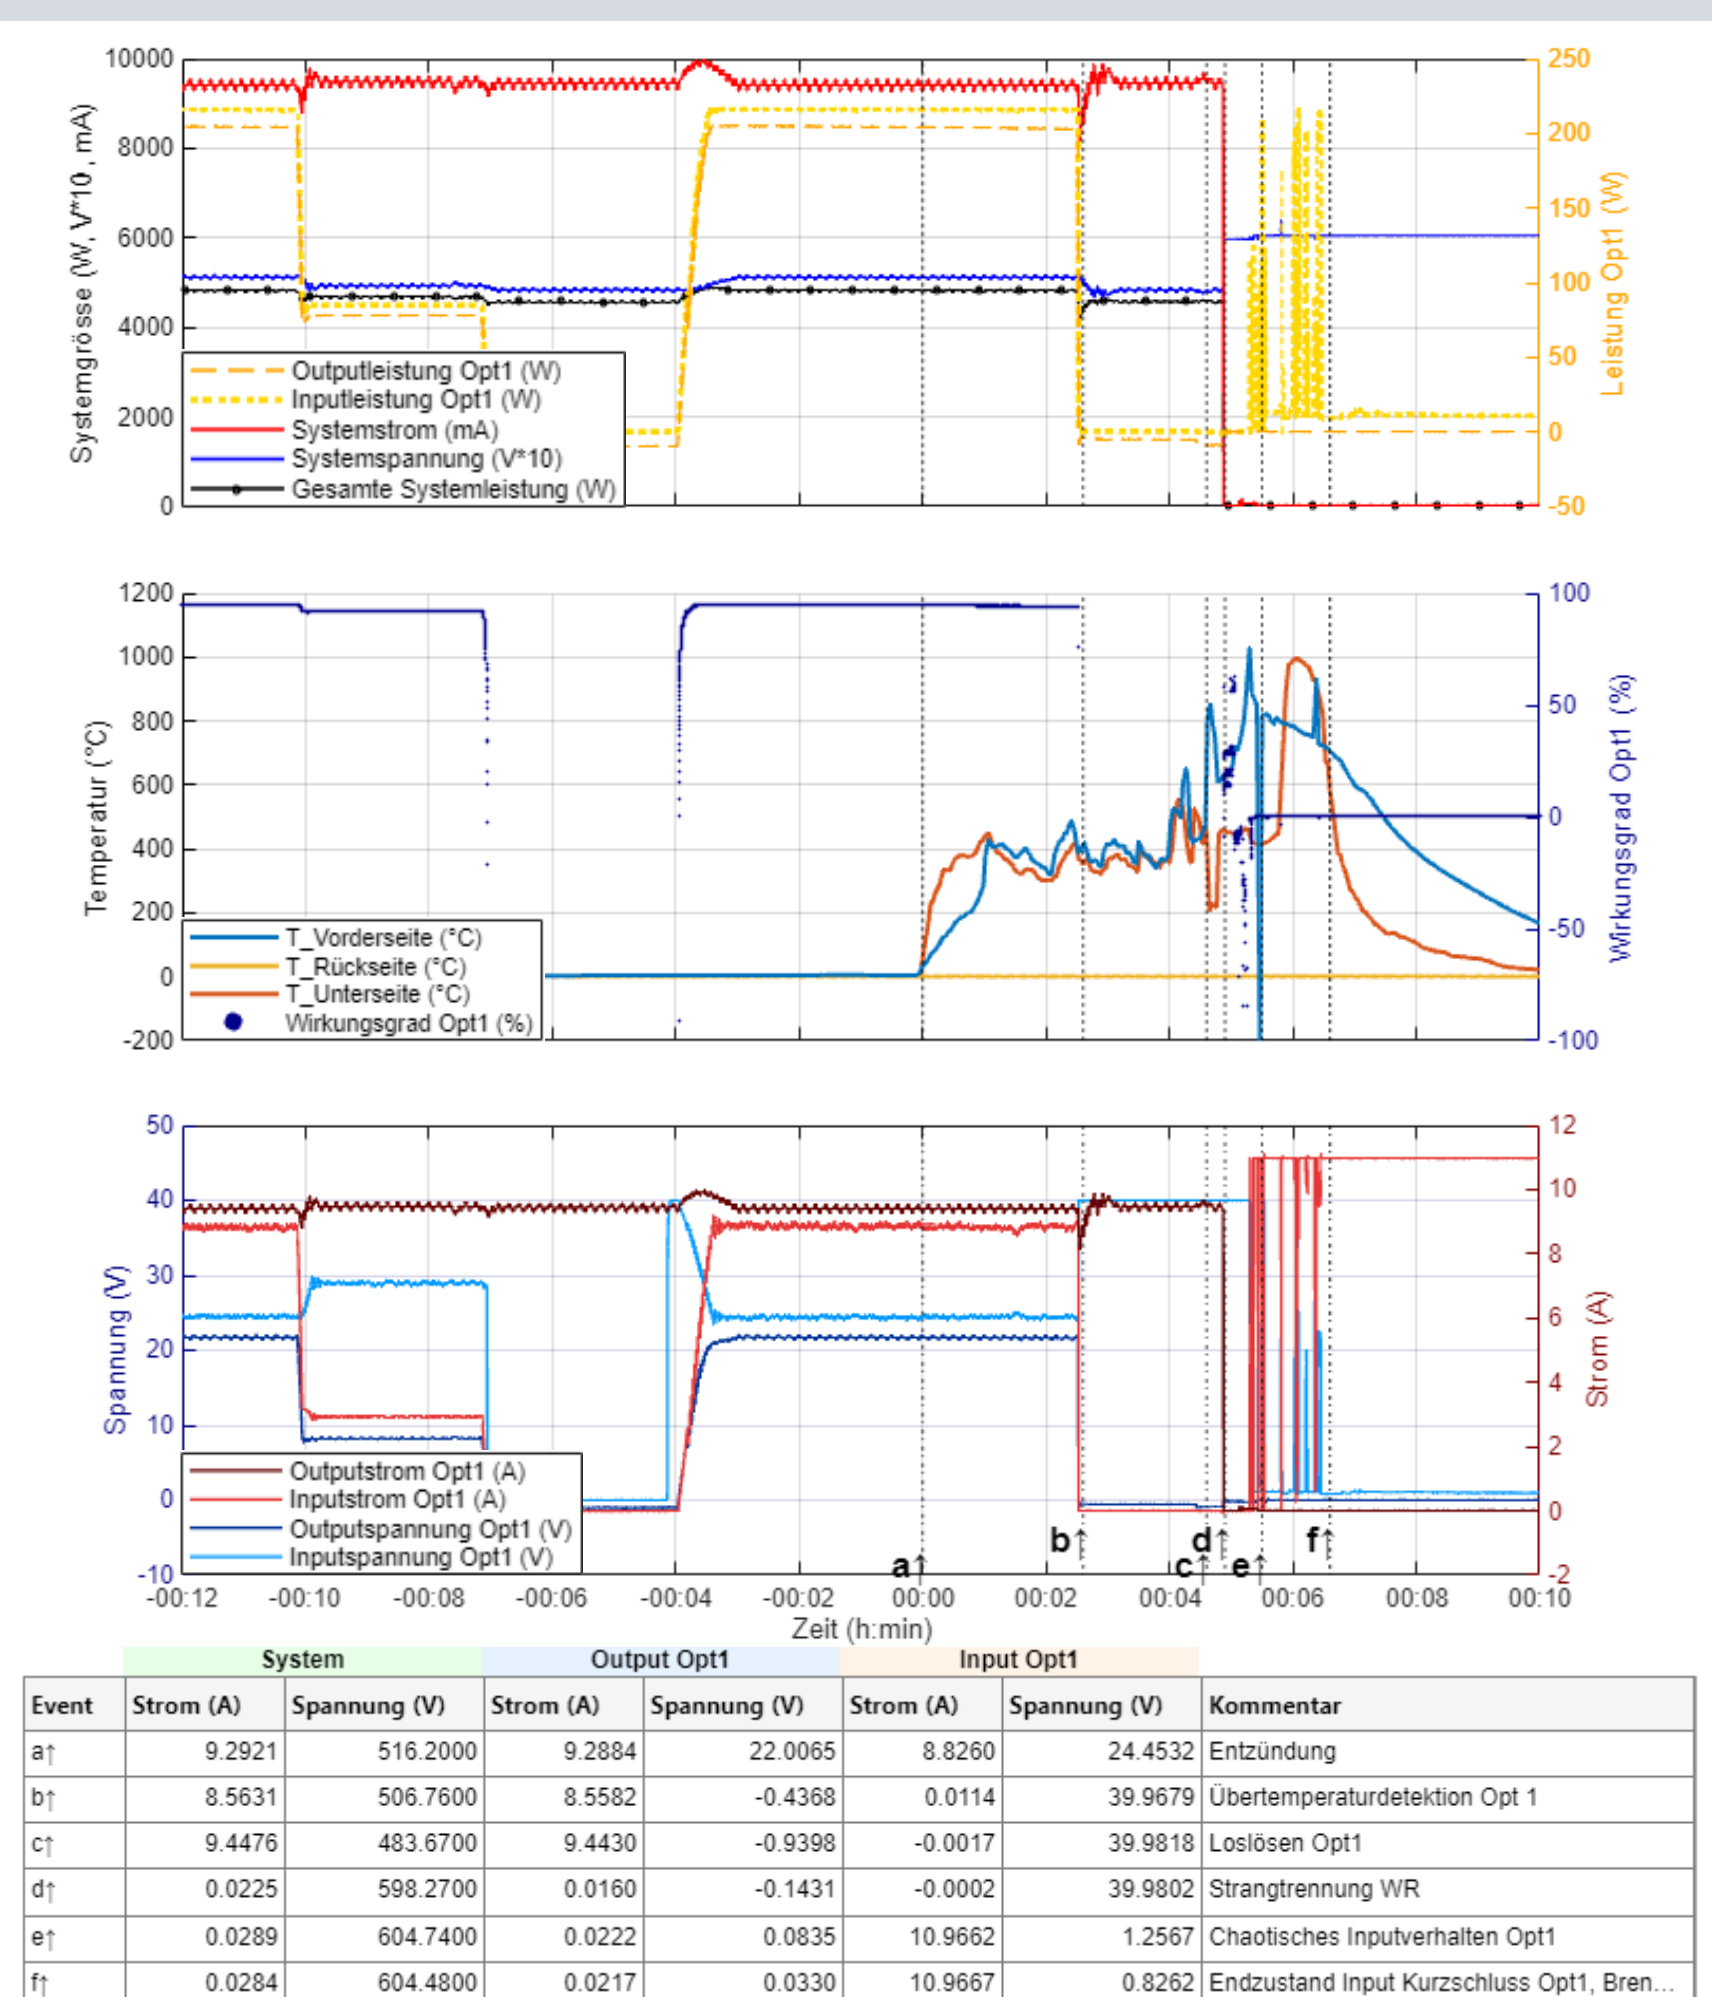 10000
8000
6000
4000
2000
0
Systemgrösse (W, V*10, mA)
250
200
150
100
50
0
-50
Leistung Opt1 (W)
Outputleistung Opt1 (W)
Inputleistung Opt1 (W)
Systemstrom (mA)
Systemspannung (V*10)
Gesamte Systemleistung (W)
1200
1000
800
600
400
200
0
-200
Temperatur (°C)
100
50
0
-50
-100
Wirkungsgrad Opt1 (%)
T_Vorderseite (°C)
T_Rückseite (°C)
T_Unterseite (°C)
Wirkungsgrad Opt1 (%)
50
40
30
20
10
0
-10
Spannung (V)
12
10
8
6
4
2
0
-2
Strom (A)
Outputstrom Opt1 (A)
Inputstrom Opt1 (A)
Outputspannung Opt1 (V)
Inputspannung Opt1 (V)
a↑ b↑ c↑ d↑ e↑ f↑
-00:12 -00:10 -00:08 -00:06 -00:04 -00:02 00:00 00:02 00:04 00:06 00:08 00:10
Zeit (h:min)
System Output Opt1 Input Opt1
Event Strom (A) Spannung (V) Strom (A) Spannung (V) Strom (A) Spannung (V) Kommentar
a↑ 9.2921 516.2000 9.2884 22.0065 8.8260 24.4532 Entzündung
b↑ 8.5631 506.7600 8.5582 -0.4368 0.0114 39.9679 Übertemperaturdetektion Opt 1
c↑ 9.4476 483.6700 9.4430 -0.9398 -0.0017 39.9818 Loslösen Opt1
d↑ 0.0225 598.2700 0.0160 -0.1431 -0.0002 39.9802 Strangtrennung WR
e↑ 0.0289 604.7400 0.0222 0.0835 10.9662 1.2567 Chaotisches Inputverhalten Opt1
f↑ 0.0284 604.4800 0.0217 0.0330 10.9667 0.8262 Endzustand Input Kurzschluss Opt1, Bren...